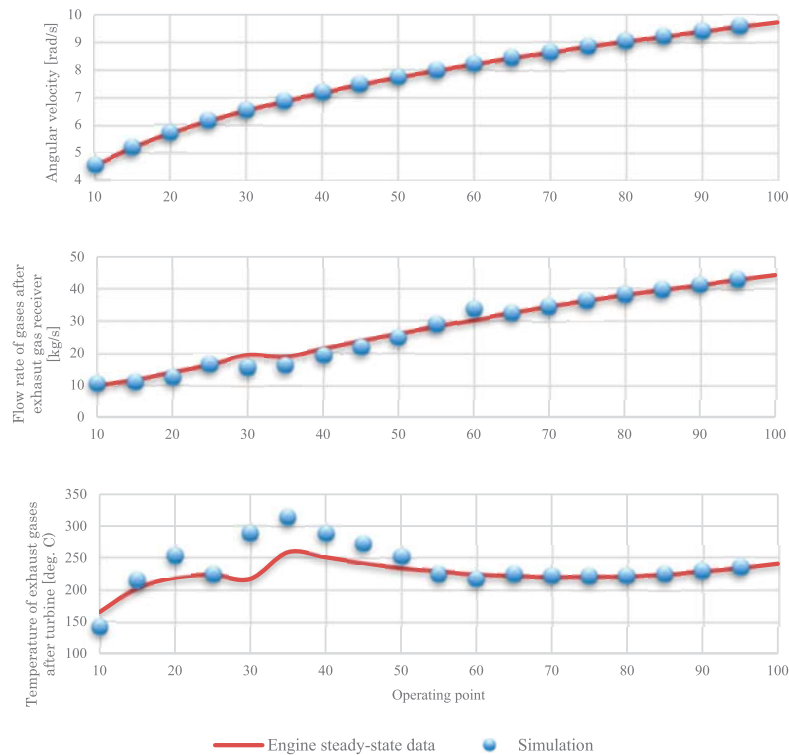 Angular velocity [rad/s]
10
9
8
7
6
5
4
10 20 30 40 50 60 70 80 90 100
Flow rate of gases after
exhasut gas receiver
[kg/s]
50
40
30
20
10
0
10 20 30 40 50 60 70 80 90 100
Temperature of exhaust gases
after turbine [deg, C)
350
300
250
200
150
100
10 20 30 40 50 60 70 80 90 100
Operating point
Engine steady-state data Simulation